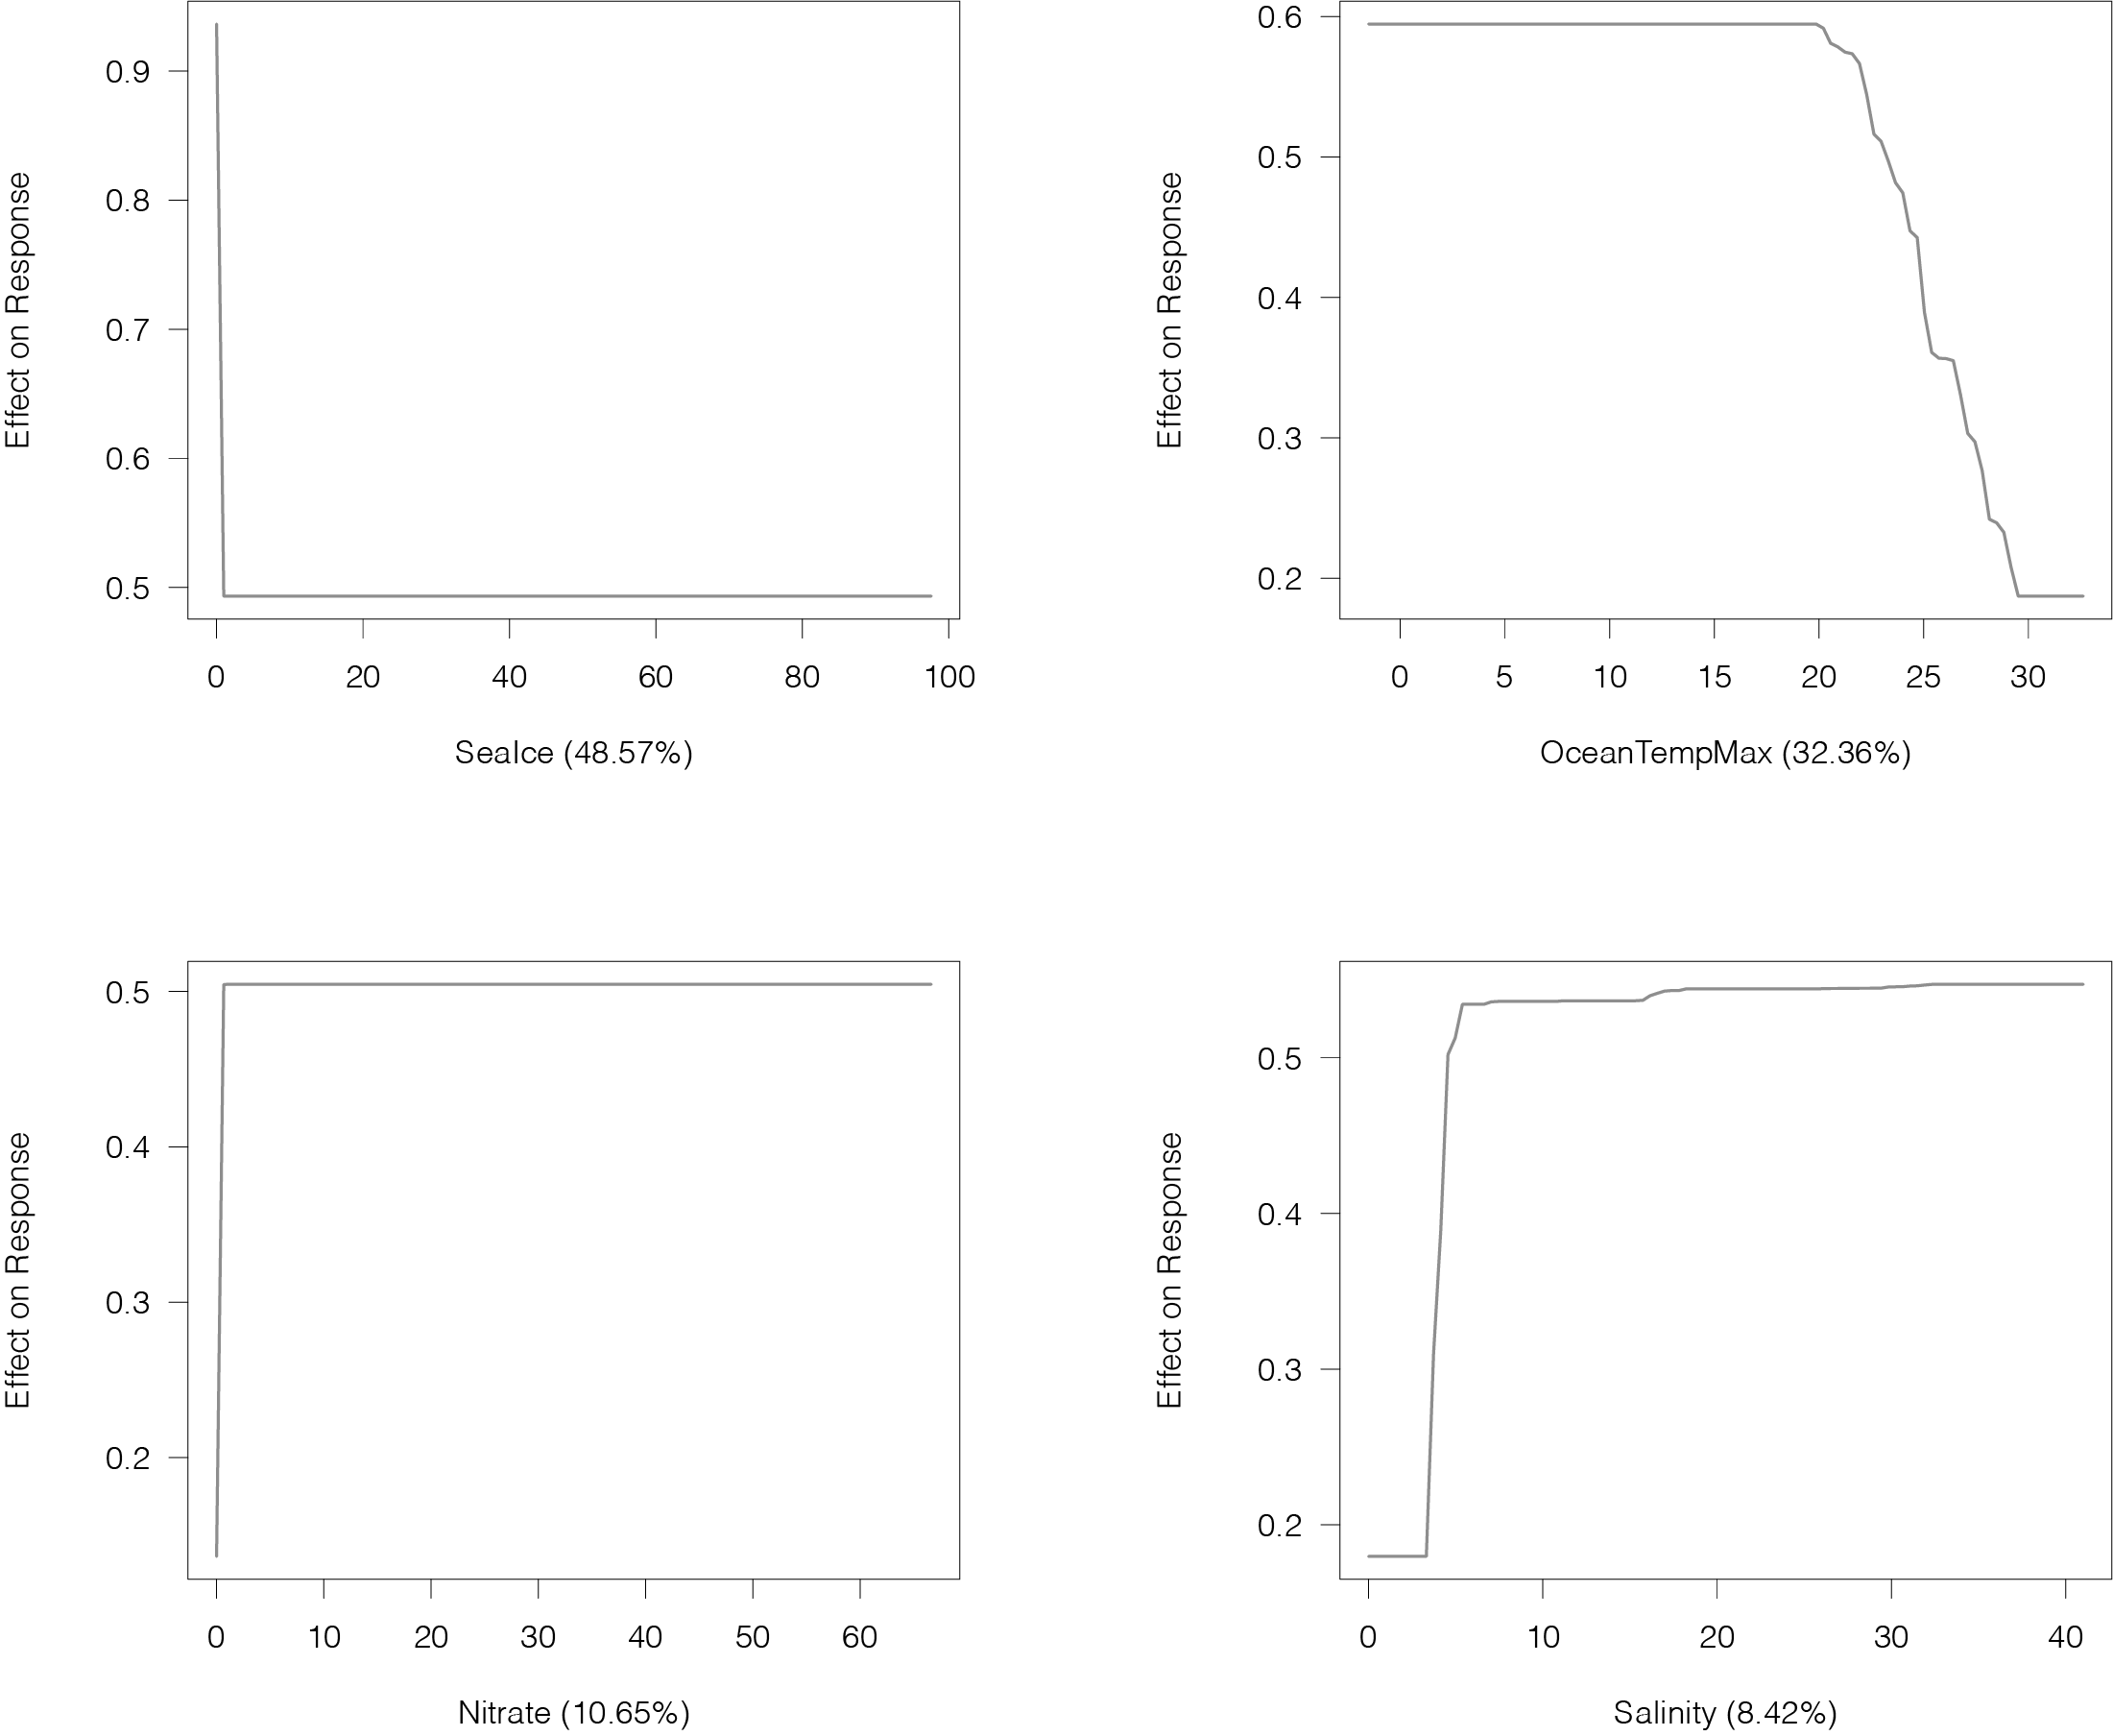 Effect on Response
0.9
0.8
0.7
0.6
0.5
0 20 40 60 80 100
SeaIce (48.57%)
Effect on Response
0.6
0.5
0.4
0.3
0.2
0 5 10 15 20 25 30
OceanTempMax (32.36%)
Effect on Response
0.5
0.4
0.3
0.2
0 10 20 30 40 50 60
Nitrate (10.65%)
Effect on Response
0.5
0.4
0.3
0.2
0 10 20 30 40
Salinity (8.42%)